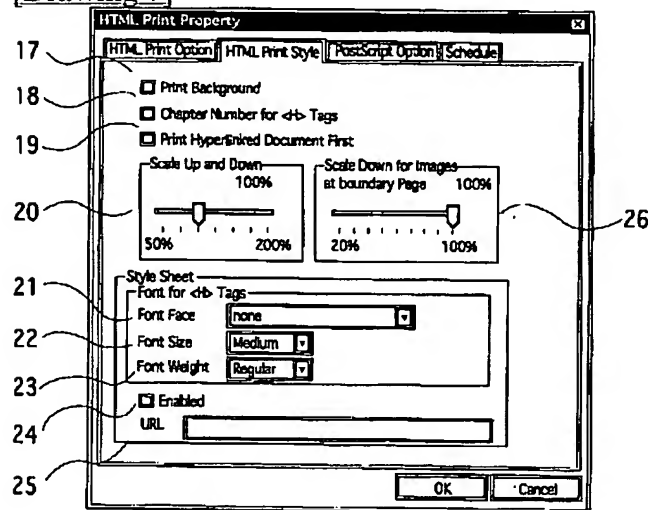 HTML Print Property
HTML Print Option HTML Print Style PostScript Option Schedule
17
Print Background
18
Chapter Number for <H> Tags
19
Print Hyperlinked Document First
Scale Up and Down
100%
20
50% 200%
Scale Down for Images
at boundary Page 100%
20% 100%
26
Style Sheet
Font for <H> Tags
21
Font Face none
22
Font Size Medium
23
Font Weight Regular
24
Enabled
URL
25
OK Cancel